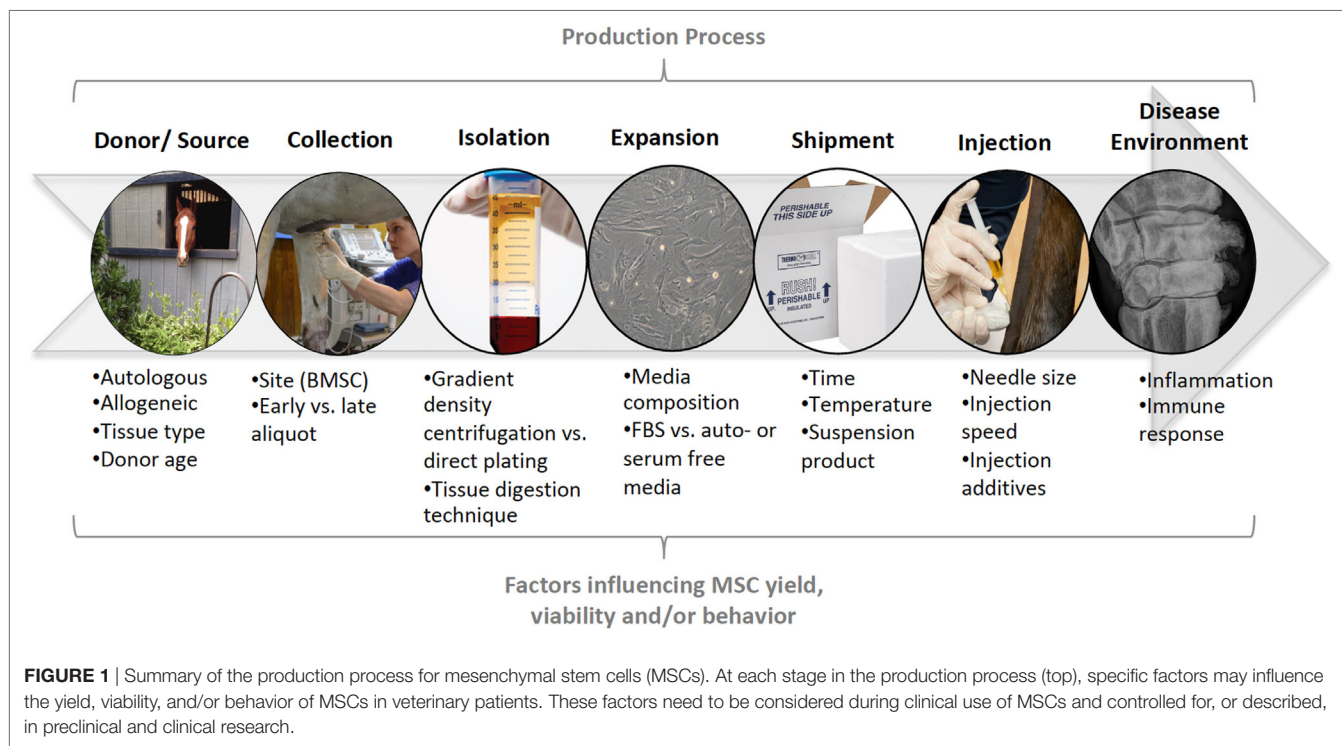 Production Process
Donor/ Source
Collection
Isolation
Expansion
Shipment
Injection
Disease
Environment
PERISHABLE
THIS SIDE UP
RUSH!
PERISHABLE
INSULATED
UP
•Autologous
•Allogeneic
•Tissue type
•Donor age
•Site (BMSC)
•Early vs. late
aliquot
•Gradient
density
centrifugation vs.
direct plating
•Tissue digestion
technique
•Media
composition
•FBS vs. auto- or
serum free
media
•Time
•Temperature
•Suspension
product
•Needle size
•Injection
speed
•Injection
additives
•Inflammation
•Immune
response
Factors influencing MSC yield,
viability and/or behavior
FIGURE 1 | Summary of the production process for mesenchymal stem cells (MSCs). At each stage in the production process (top), specific factors may influence
the yield, viability, and/or behavior of MSCs in veterinary patients. These factors need to be considered during clinical use of MSCs and controlled for, or described,
in preclinical and clinical research.